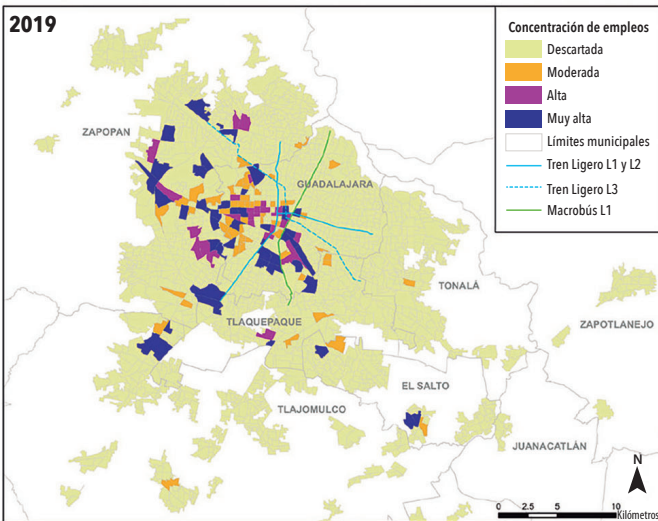 2019
Concentración de empleos
Descartada
Moderada
Alta
Muy alta
Límites municipales
Tren Ligero L1 y L2
Tren Ligero L3
Macrobús L1
ZAPOPAN
GUADALAJARA
TONALÁ
ZAPOTLANEJO
TLAQUEPAQUE
EL SALTO
TLAJOMULCO
JUANACATLÁN
N
0 2.5 5 10
Kilómetros